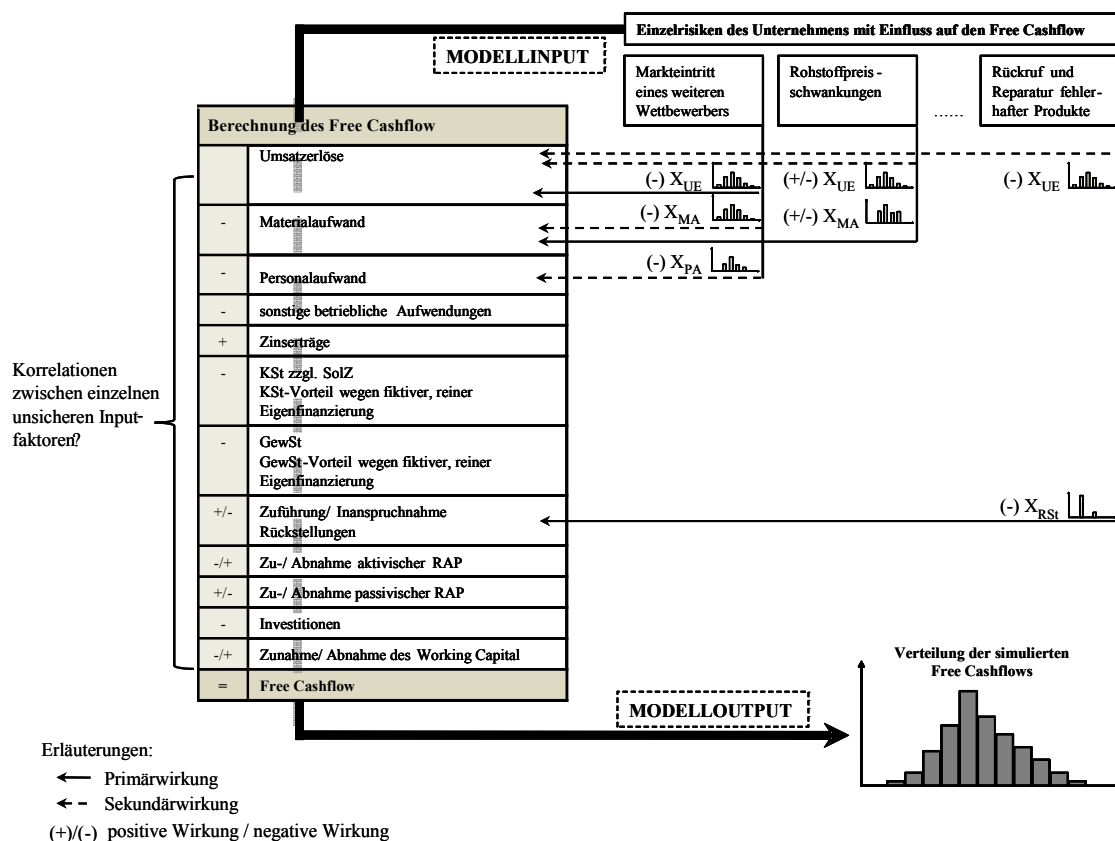 Einzelrisiken des Unternehmens mit Einfluss auf den Free Cashflow
MODELLINPUT
Markteintritt
eines weiteren
Wettbewerbers
Rohstoffpreis-
schwankungen
......
Rückruf und
Reparatur fehler-
hafter Produkte
Berechnung des Free Cashflow
Umsatzerlöse
(-) X_UE
(+/-) X_UE
(-) X_UE
- Materialaufwand
(-) X_MA
(+/-) X_MA
- Personalaufwand
(-) X_PA
- sonstige betriebliche Aufwendungen
+ Zinserträge
- KSt zzgl. SolZ
KSt-Vorteil wegen fiktiver, reiner
Eigenfinanzierung
- GewSt
GewSt-Vorteil wegen fiktiver, reiner
Eigenfinanzierung
+/- Zuführung/ Inanspruchnahme
Rückstellungen
(-) X_RSt
-/+ Zu-/ Abnahme aktivischer RAP
+/- Zu-/ Abnahme passivischer RAP
- Investitionen
-/+ Zunahme/ Abnahme des Working Capital
= Free Cashflow
Korrelationen
zwischen einzelnen
unsicheren Input-
faktoren?
Verteilung der simulierten
Free Cashflows
MODELLOUTPUT
Erläuterungen:
Primärwirkung
Sekundärwirkung
(+)/(-) positive Wirkung / negative Wirkung